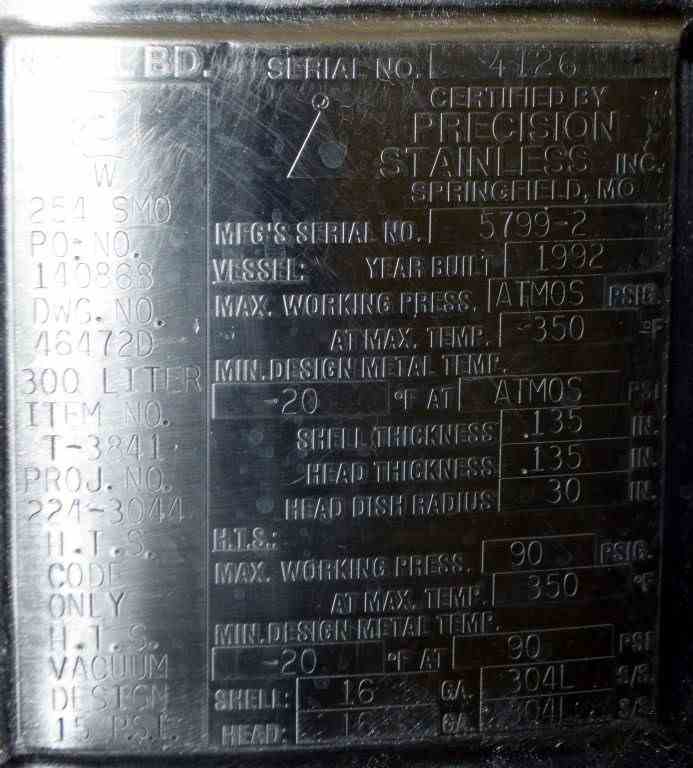 BD. SERIAL NO. 4126
W
254 SMO
PO. NO.
140868
DWG. NO.
46472D
300 LITER
ITEM NO.
T-3841
PROJ. NO.
224-3044
H.T.S.
CODE
ONLY
H.T.S.
VACUUM
DESIGN
15 P.S.I.
CERTIFIED BY
PRECISION
STAINLESS INC.
SPRINGFIELD, MO
MFG'S SERIAL NO. 5799-2
VESSEL: YEAR BUILT 1992
MAX. WORKING PRESS. ATMOS PSIG.
AT MAX. TEMP. -350 °F
MIN. DESIGN METAL TEMP.
-20 °F AT ATMOS PSI
SHELL THICKNESS .135 IN.
HEAD THICKNESS .135 IN.
HEAD DISH RADIUS 30 IN.
H.T.S.:
MAX. WORKING PRESS. 90 PSIG.
AT MAX. TEMP. 350 °F
MIN. DESIGN METAL TEMP.
-20 °F AT 90 PSI
SHELL: 16 GA. 304L S/S
HEAD: 16 GA. 304L S/S